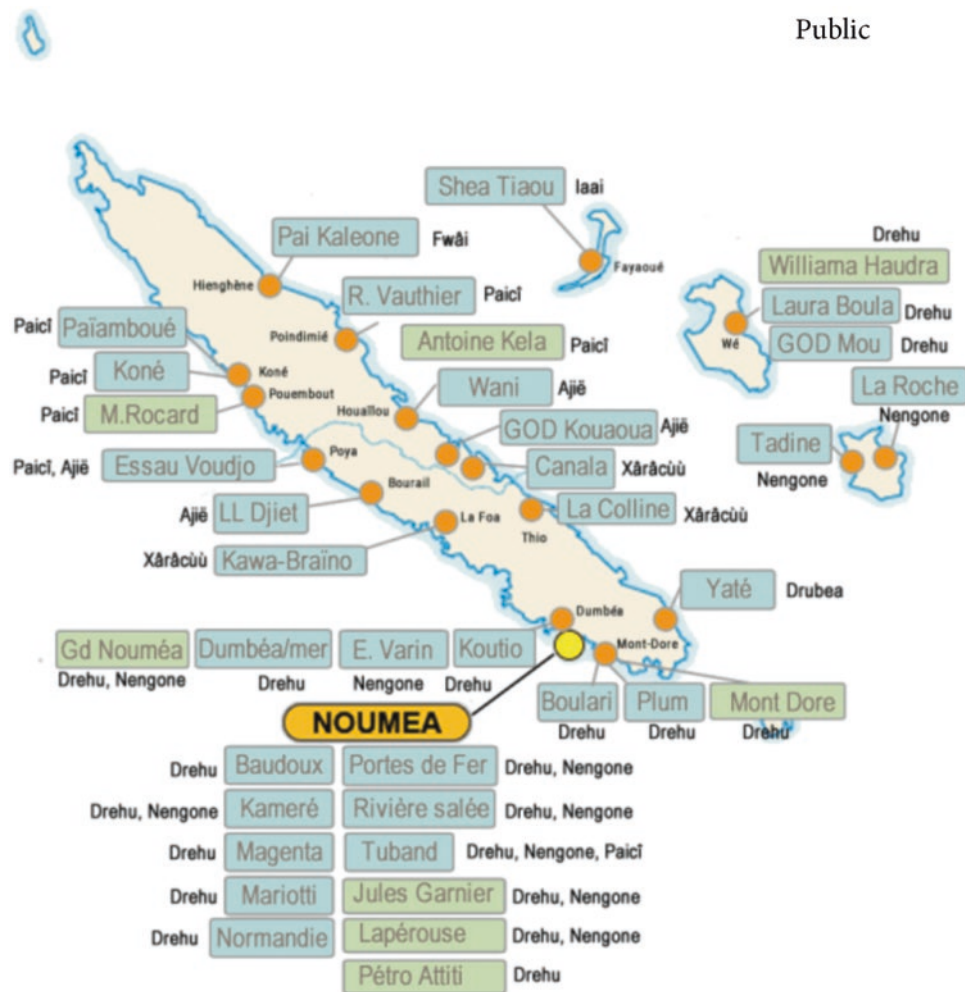 Public
Shea Tiaou Iaai
Fayaoué
Pai Kaleone Fwâi
Hienghène
Drehu
Williama Haudra
R. Vauthier Paicî
Poindimié
Laura Boula Drehu
Wé
GOD Mou Drehu
Paicî Païamboué
Antoine Kela Paicî
Paicî Koné
Koné
Wani Ajië
La Roche
Nengone
Paicî M.Rocard
Pouembout
Houaîlou
GOD Kouaoua Ajië
Tadine
Nengone
Paicî, Ajië Essau Voudjo
Poya
Canala Xârâcùù
Bourail
Ajië LL Djiet
La Foa
La Colline Xârâcùù
Thio
Xârâcùù Kawa-Braïno
Yaté Drubea
Dumbéa
Mont-Dore
Gd Nouméa Dumbéa/mer E. Varin Koutio
Drehu, Nengone Drehu Nengone Drehu
Boulari Plum Mont Dore
Drehu Drehu Drehu
NOUMEA
Drehu Baudoux Portes de Fer Drehu, Nengone
Drehu, Nengone Kameré Rivière salée Drehu, Nengone
Drehu Magenta Tuband Drehu, Nengone, Paicî
Drehu Mariotti Jules Garnier Drehu, Nengone
Drehu Normandie Lapérouse Drehu, Nengone
Pétro Attiti Drehu